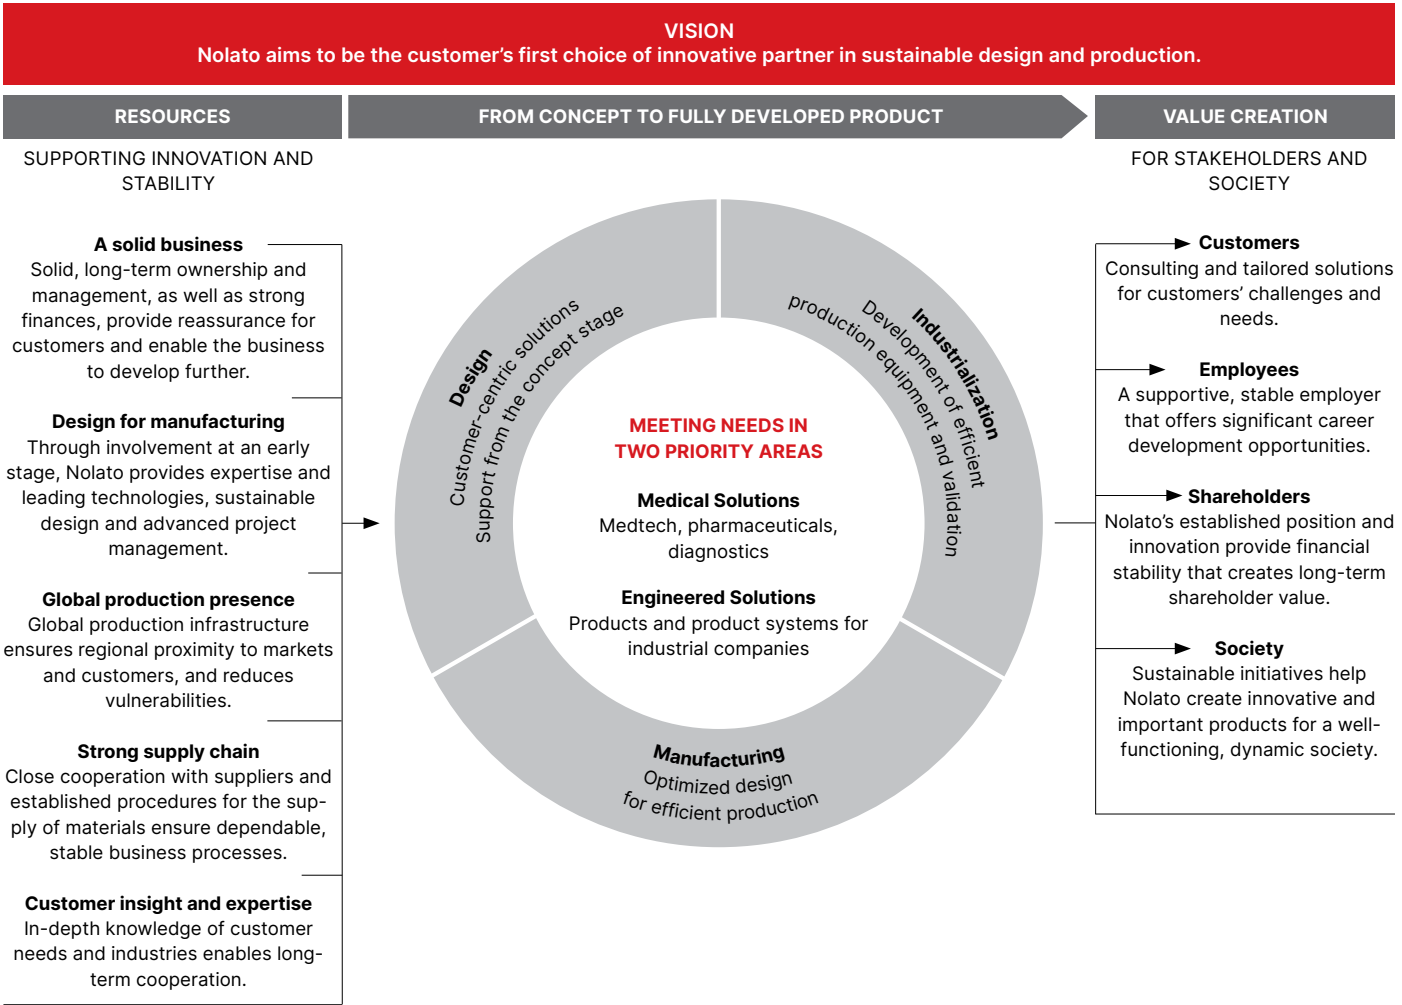 VISION
Nolato aims to be the customer’s first choice of innovative partner in sustainable design and production.
RESOURCES
FROM CONCEPT TO FULLY DEVELOPED PRODUCT
VALUE CREATION
SUPPORTING INNOVATION AND
STABILITY
A solid business
Solid, long-term ownership and
management, as well as strong
finances, provide reassurance for
customers and enable the business
to develop further.
Design for manufacturing
Through involvement at an early
stage, Nolato provides expertise and
leading technologies, sustainable
design and advanced project
management.
Global production presence
Global production infrastructure
ensures regional proximity to markets
and customers, and reduces
vulnerabilities.
Strong supply chain
Close cooperation with suppliers and
established procedures for the sup-
ply of materials ensure dependable,
stable business processes.
Customer insight and expertise
In-depth knowledge of customer
needs and industries enables long-
term cooperation.
Design
Customer-centric solutions
Support from the concept stage
Industrialization
Development of efficient
production equipment and validation
MEETING NEEDS IN
TWO PRIORITY AREAS
Medical Solutions
Medtech, pharmaceuticals,
diagnostics
Engineered Solutions
Products and product systems for
industrial companies
Manufacturing
Optimized design
for efficient production
FOR STAKEHOLDERS AND
SOCIETY
Customers
Consulting and tailored solutions
for customers’ challenges and
needs.
Employees
A supportive, stable employer
that offers significant career
development opportunities.
Shareholders
Nolato’s established position and
innovation provide financial
stability that creates long-term
shareholder value.
Society
Sustainable initiatives help
Nolato create innovative and
important products for a well-
functioning, dynamic society.